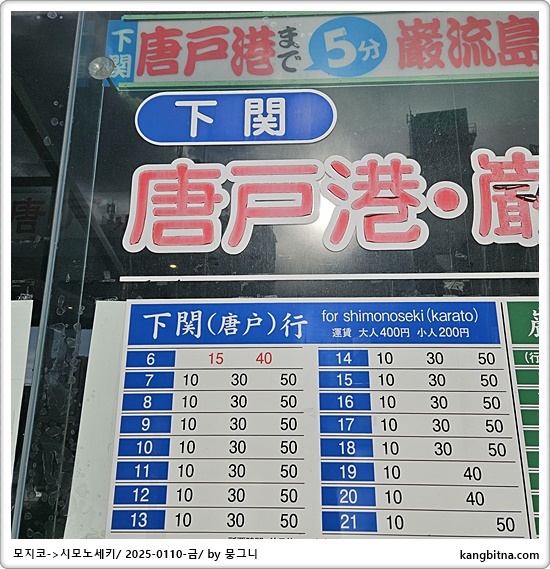 下関 唐戸港まで 5分 巌流島
下関
唐戸港・巌
下関(唐户)行 for shimonoseki(karato)
運賃 大人400円 小人200円
6 15 40
7 10 30 50
8 10 30 50
9 10 30 50
10 10 30 50
11 10 30 50
12 10 30 50
13 10 30 50
14 10 30 50
15 10 30 50
16 10 30 50
17 10 30 50
18 10 30 50
19 10 40
20 10 40
21 10 50
모지코->시모노세키/ 2025-0110-금/ by 뭉그니
kangbitna.com